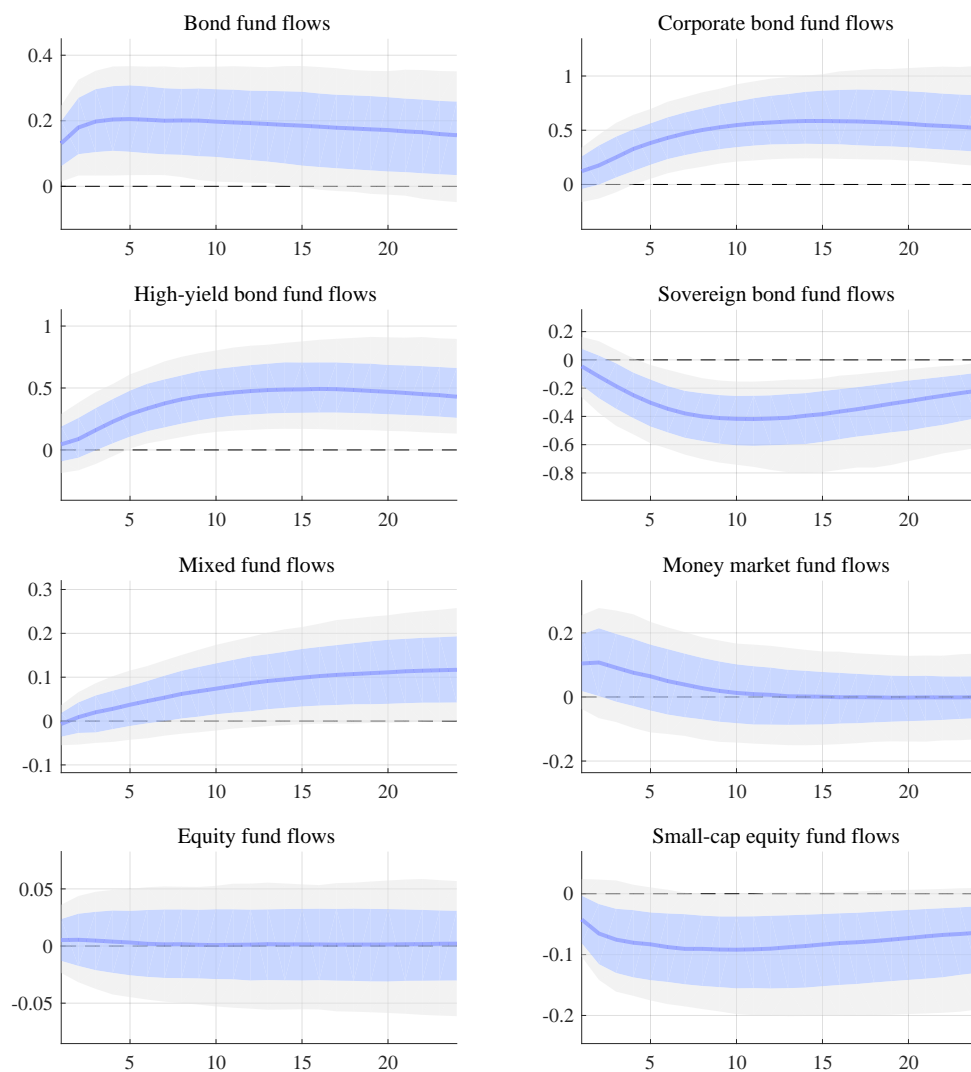 Bond fund flows
0.4
0.2
0
5 10 15 20
Corporate bond fund flows
1
0.5
0
5 10 15 20
High-yield bond fund flows
1
0.5
0
5 10 15 20
Sovereign bond fund flows
0.2
0
-0.2
-0.4
-0.6
-0.8
5 10 15 20
Mixed fund flows
0.3
0.2
0.1
0
-0.1
5 10 15 20
Money market fund flows
0.2
0
-0.2
5 10 15 20
Equity fund flows
0.05
0
-0.05
5 10 15 20
Small-cap equity fund flows
0
-0.1
-0.2
5 10 15 20